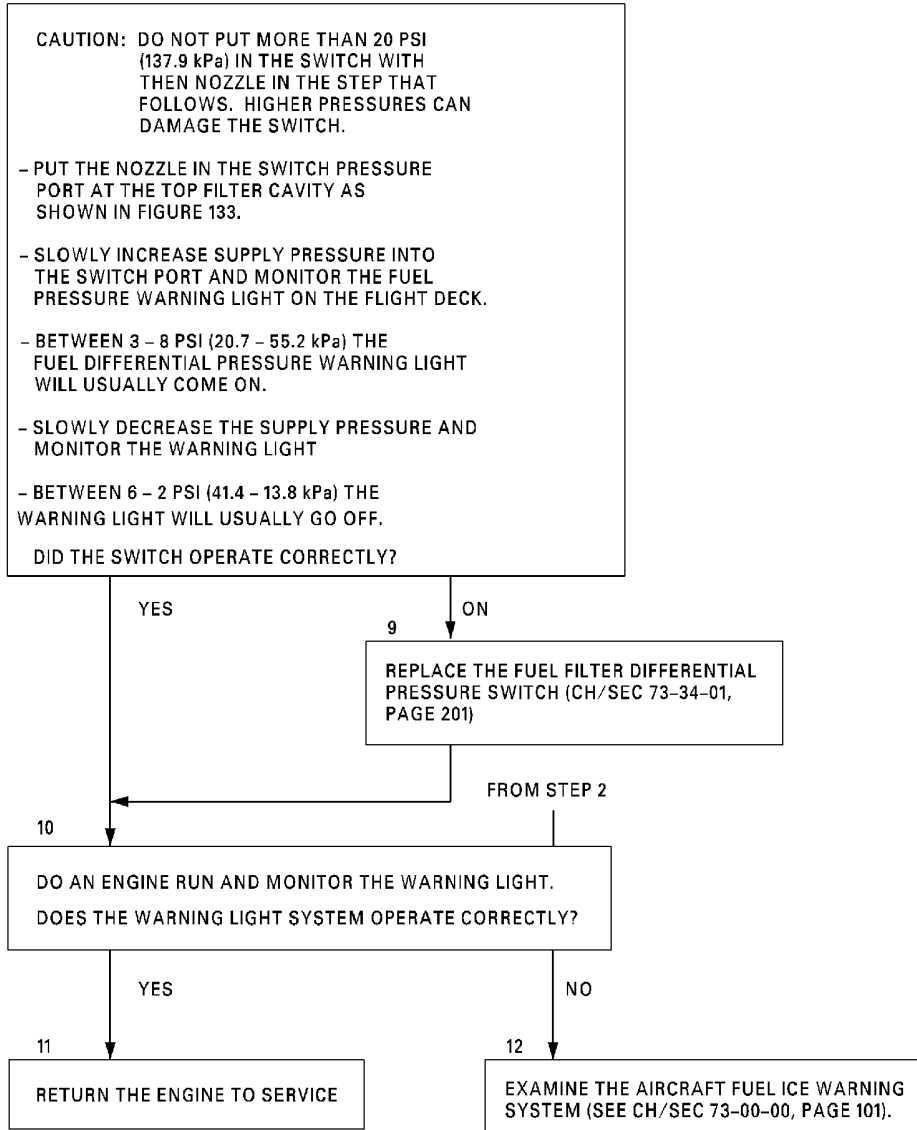 CAUTION: DO NOT PUT MORE THAN 20 PSI
(137.9 kPa) IN THE SWITCH WITH
THEN NOZZLE IN THE STEP THAT
FOLLOWS. HIGHER PRESSURES CAN
DAMAGE THE SWITCH.
– PUT THE NOZZLE IN THE SWITCH PRESSURE
PORT AT THE TOP FILTER CAVITY AS
SHOWN IN FIGURE 133.
– SLOWLY INCREASE SUPPLY PRESSURE INTO
THE SWITCH PORT AND MONITOR THE FUEL
PRESSURE WARNING LIGHT ON THE FLIGHT DECK.
– BETWEEN 3 – 8 PSI (20.7 – 55.2 kPa) THE
FUEL DIFFERENTIAL PRESSURE WARNING LIGHT
WILL USUALLY COME ON.
– SLOWLY DECREASE THE SUPPLY PRESSURE AND
MONITOR THE WARNING LIGHT
– BETWEEN 6 – 2 PSI (41.4 – 13.8 kPa) THE
WARNING LIGHT WILL USUALLY GO OFF.
DID THE SWITCH OPERATE CORRECTLY?
YES
ON
9
REPLACE THE FUEL FILTER DIFFERENTIAL
PRESSURE SWITCH (CH/SEC 73–34–01,
PAGE 201)
FROM STEP 2
10
DO AN ENGINE RUN AND MONITOR THE WARNING LIGHT.
DOES THE WARNING LIGHT SYSTEM OPERATE CORRECTLY?
YES
NO
11
RETURN THE ENGINE TO SERVICE
12
EXAMINE THE AIRCRAFT FUEL ICE WARNING
SYSTEM (SEE CH/SEC 73–00–00, PAGE 101).